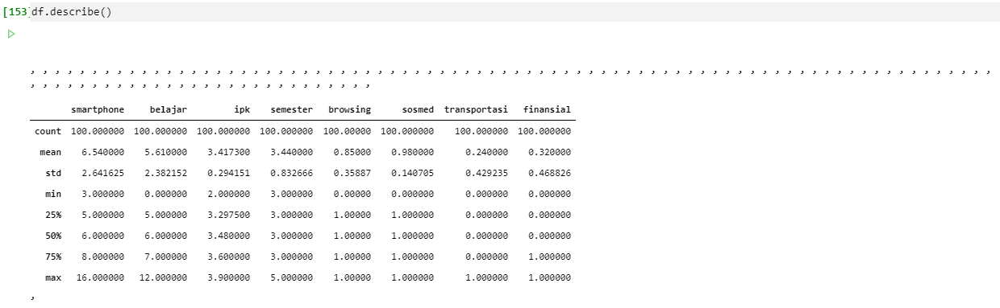 [153] df.describe()
, , , , , , , , , , , , , , , , , , , , , , , , , , , , , , , , , , , , , , , , , , , , , , , , , , , , , , , , , , , , , , , , , , , , , , , , , , , , , ,
, , , , , , , , , , , , , , , , , , , , , , , , , , , ,
smartphone belajar ipk semester browsing sosmed transportasi finansial
count 100.000000 100.000000 100.000000 100.000000 100.00000 100.000000 100.000000 100.000000
mean 6.540000 5.610000 3.417300 3.440000 0.85000 0.980000 0.240000 0.320000
std 2.641625 2.382152 0.294151 0.832666 0.35887 0.140705 0.429235 0.468826
min 3.000000 0.000000 2.000000 3.000000 0.00000 0.000000 0.000000 0.000000
25% 5.000000 5.000000 3.297500 3.000000 1.00000 1.000000 0.000000 0.000000
50% 6.000000 6.000000 3.480000 3.000000 1.00000 1.000000 0.000000 0.000000
75% 8.000000 7.000000 3.600000 3.000000 1.00000 1.000000 0.000000 1.000000
max 16.000000 12.000000 3.900000 5.000000 1.00000 1.000000 1.000000 1.000000
,